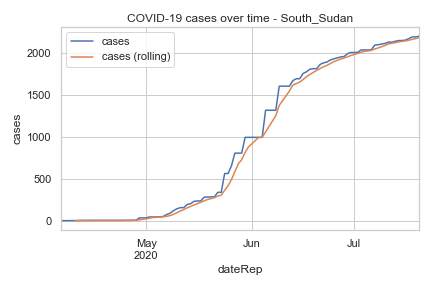 COVID-19 cases over time - South_Sudan
cases
cases (rolling)
2000
1500
1000
500
0
cases
May
2020
Jun
Jul
dateRep